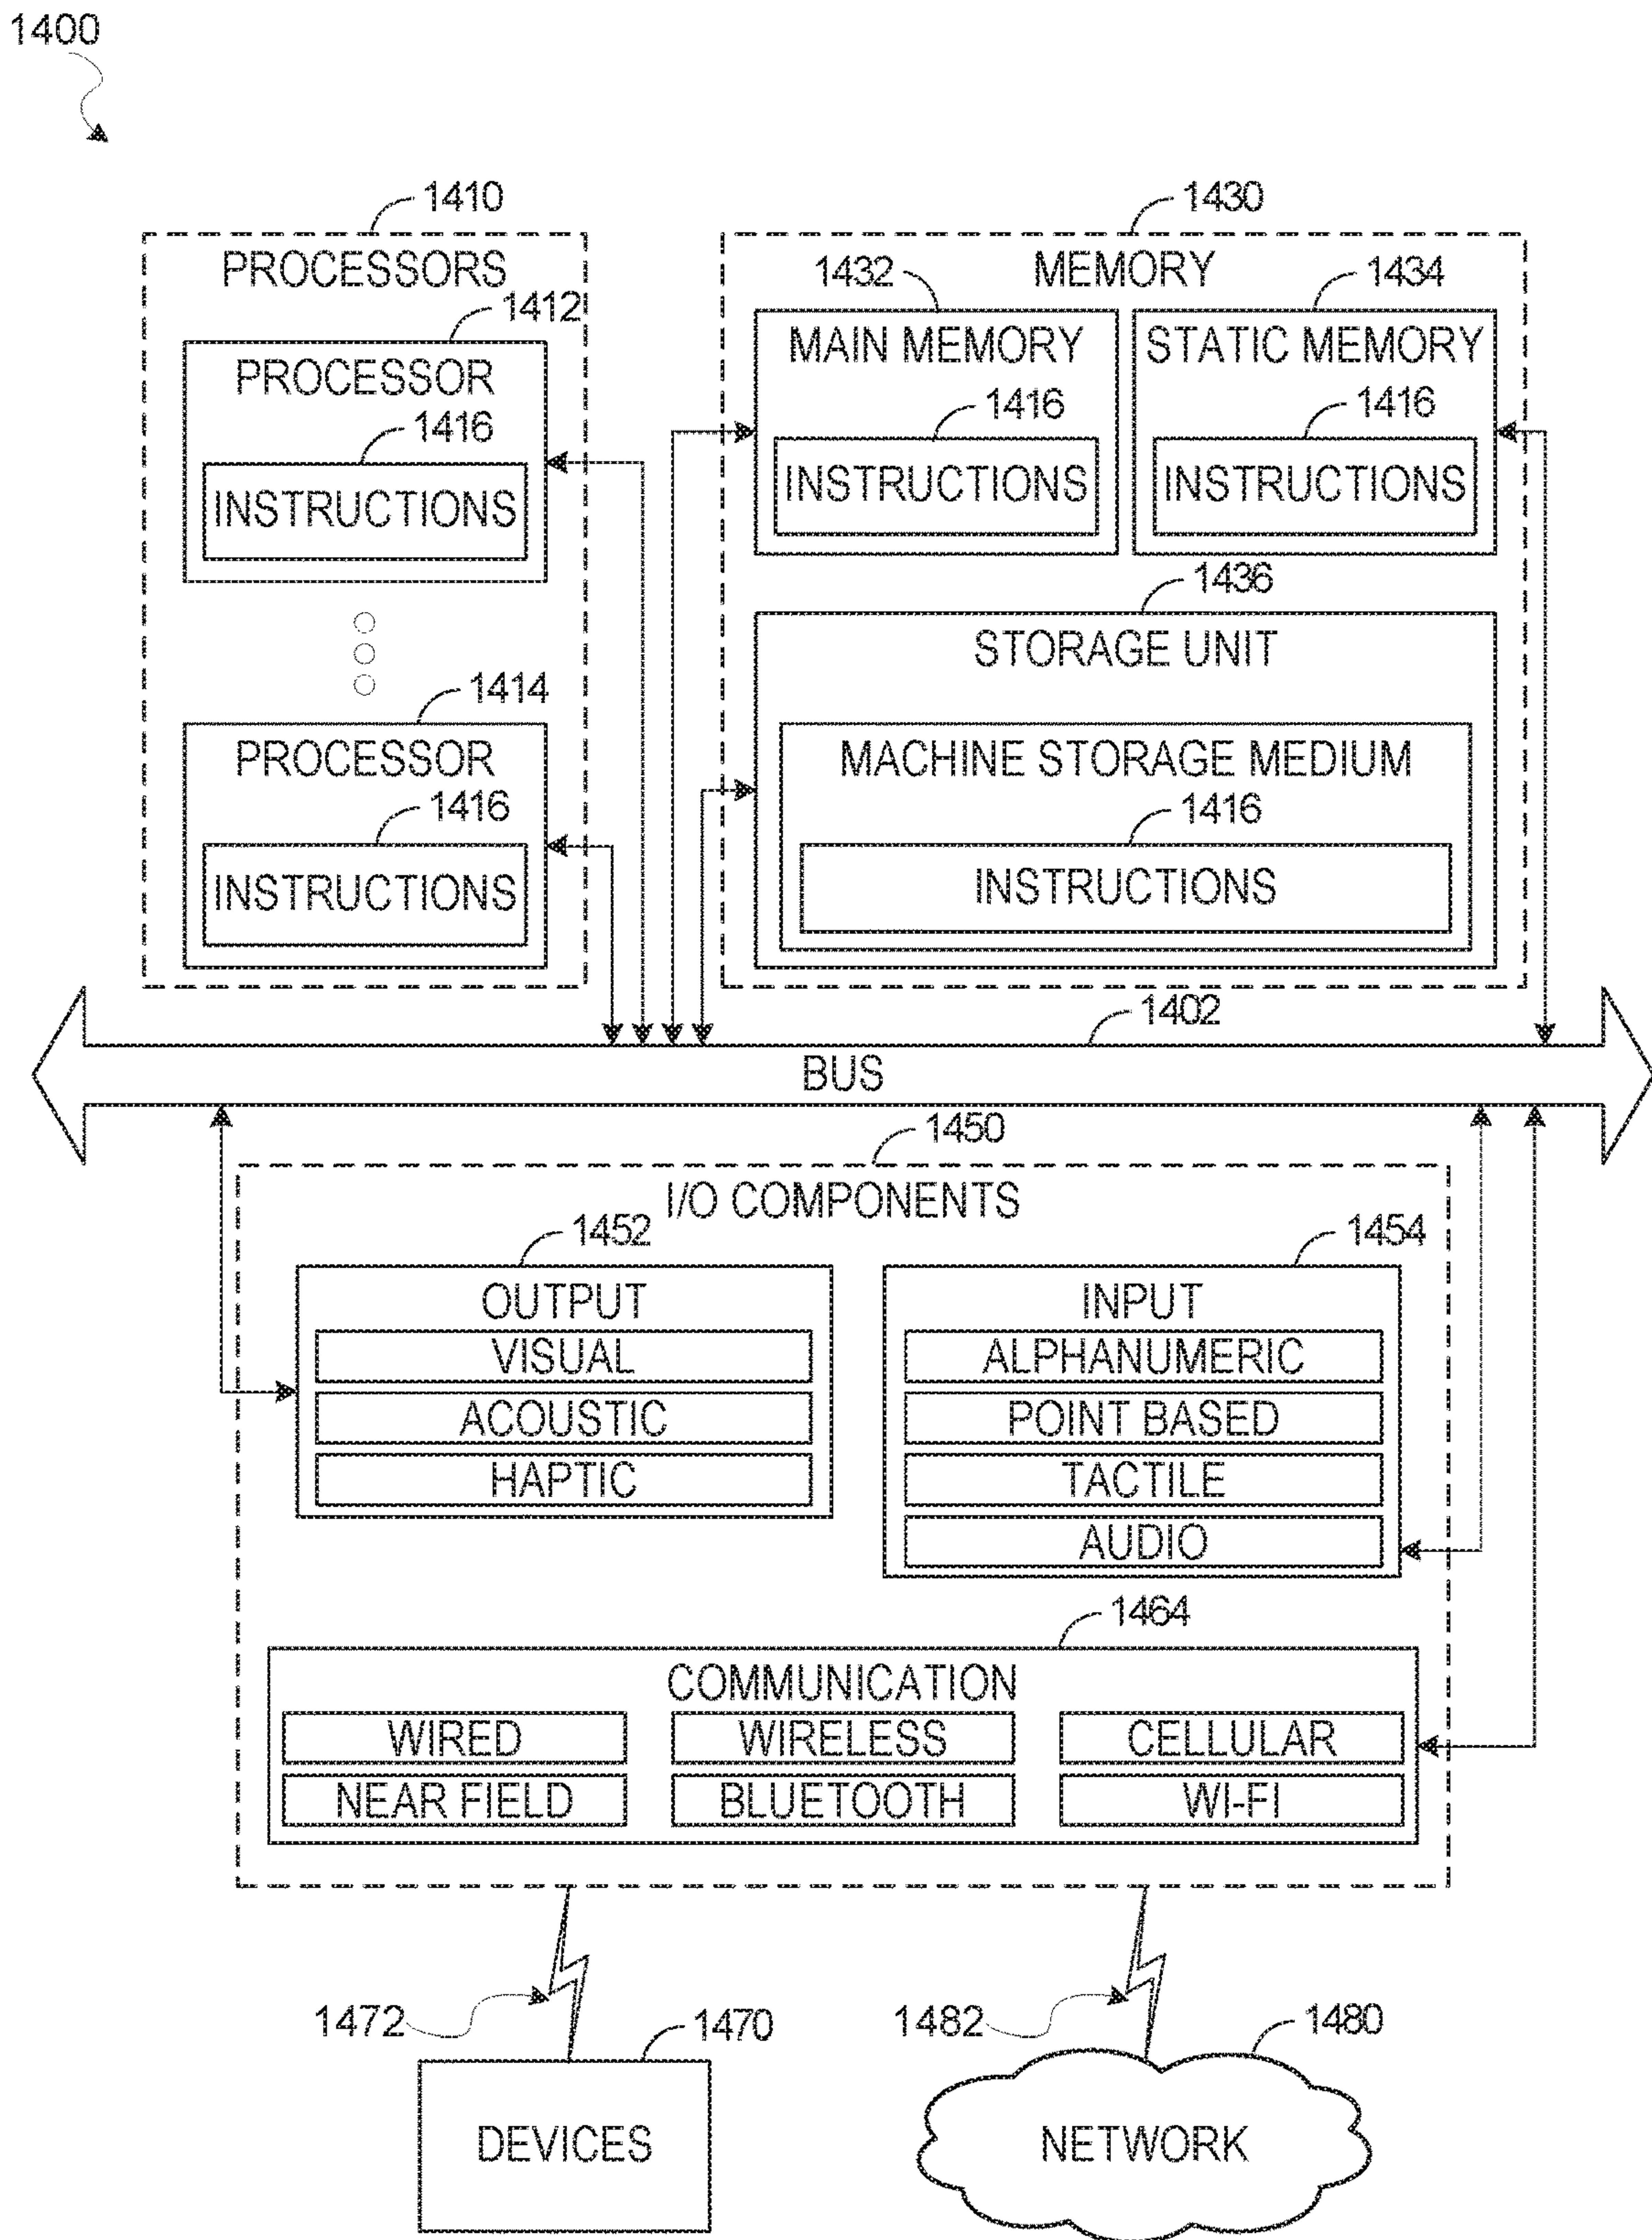 1400
1410
PROCESSORS
1412
PROCESSOR
1416
INSTRUCTIONS
1414
PROCESSOR
1416
INSTRUCTIONS
1430
MEMORY
1432
MAIN MEMORY
1416
INSTRUCTIONS
1434
STATIC MEMORY
1416
INSTRUCTIONS
1436
STORAGE UNIT
MACHINE STORAGE MEDIUM
1416
INSTRUCTIONS
1402
BUS
1450
I/O COMPONENTS
1452
OUTPUT
VISUAL
ACOUSTIC
HAPTIC
1454
INPUT
ALPHANUMERIC
POINT BASED
TACTILE
AUDIO
1464
COMMUNICATION
WIRED
WIRELESS
CELLULAR
NEAR FIELD
BLUETOOTH
WI-FI
1472
1470
DEVICES
1482
1480
NETWORK